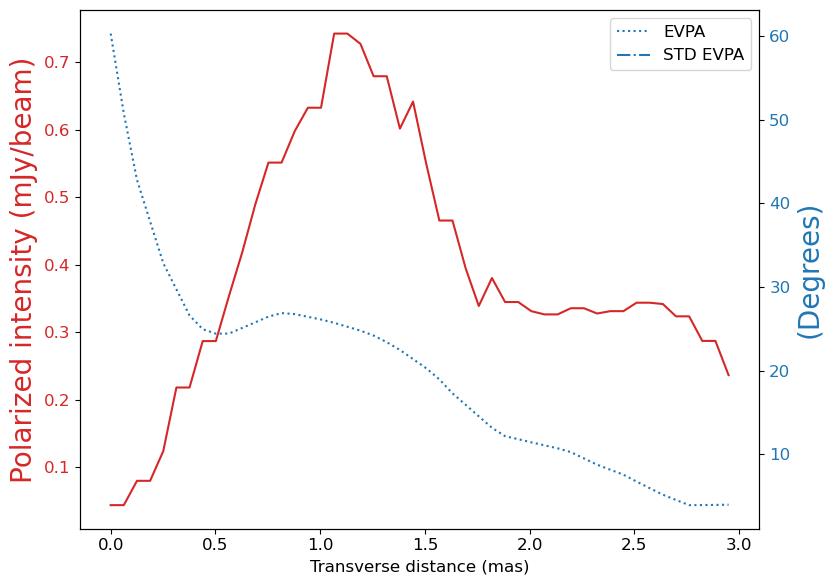 EVPA
STD EVPA
Polarized intensity (mJy/beam)
0.7
0.6
0.5
0.4
0.3
0.2
0.1
60
50
40
30
20
10
(Degrees)
0.0 0.5 1.0 1.5 2.0 2.5 3.0
Transverse distance (mas)